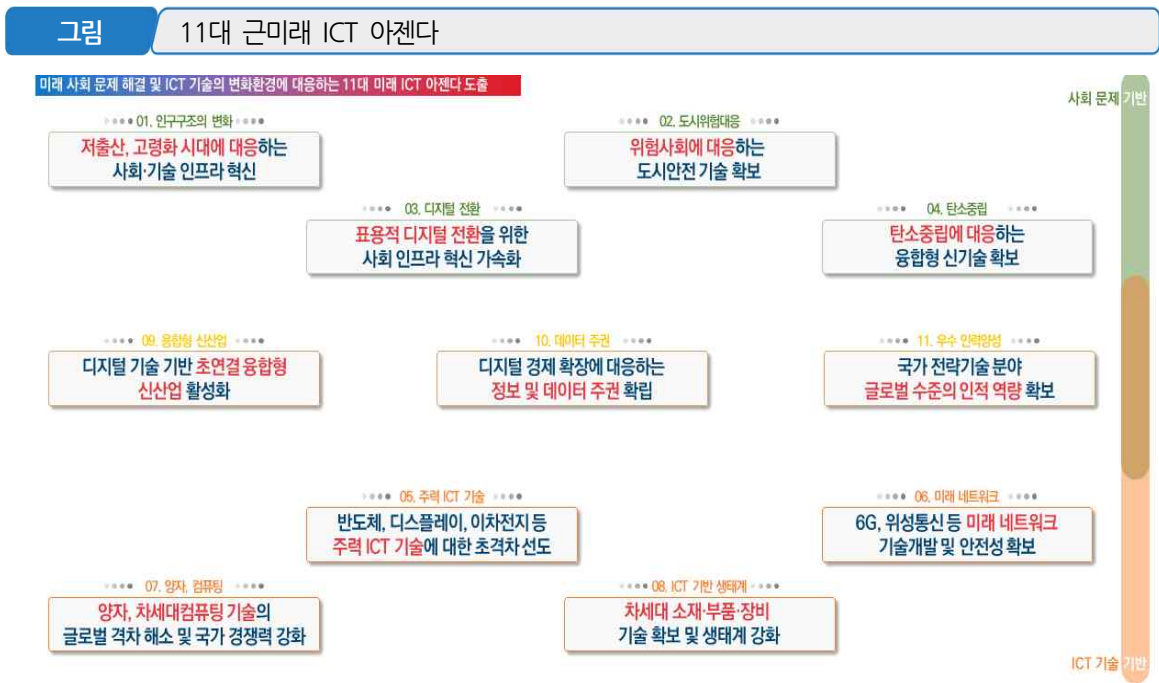 그림
11대 근미래 ICT 아젠다
미래 사회 문제 해결 및 ICT 기술의 변화환경에 대응하는 11대 미래 ICT 아젠다 도출
사회 문제 기반
01. 인구구조의 변화
저출산, 고령화 시대에 대응하는
사회·기술 인프라 혁신
02. 도시위험대응
위험사회에 대응하는
도시안전 기술 확보
03. 디지털 전환
표용적 디지털 전환을 위한
사회 인프라 혁신 가속화
04. 탄소중립
탄소중립에 대응하는
융합형 신기술 확보
09. 융합형 신산업
디지털 기술 기반 초연결 융합형
신산업 활성화
10. 데이터 주권
디지털 경제 확장에 대응하는
정보 및 데이터 주권 확립
11. 우수 인력양성
국가 전략기술 분야
글로벌 수준의 인적 역량 확보
05. 주력 ICT 기술
반도체, 디스플레이, 이차전지 등
주력 ICT 기술에 대한 초격차 선도
06. 미래 네트워크
6G, 위성통신 등 미래 네트워크
기술개발 및 안전성 확보
07. 양자, 컴퓨팅
양자, 차세대컴퓨팅 기술의
글로벌 격차 해소 및 국가 경쟁력 강화
08. ICT 기반 생태계
차세대 소재·부품·장비
기술 확보 및 생태계 강화
ICT 기술 기반